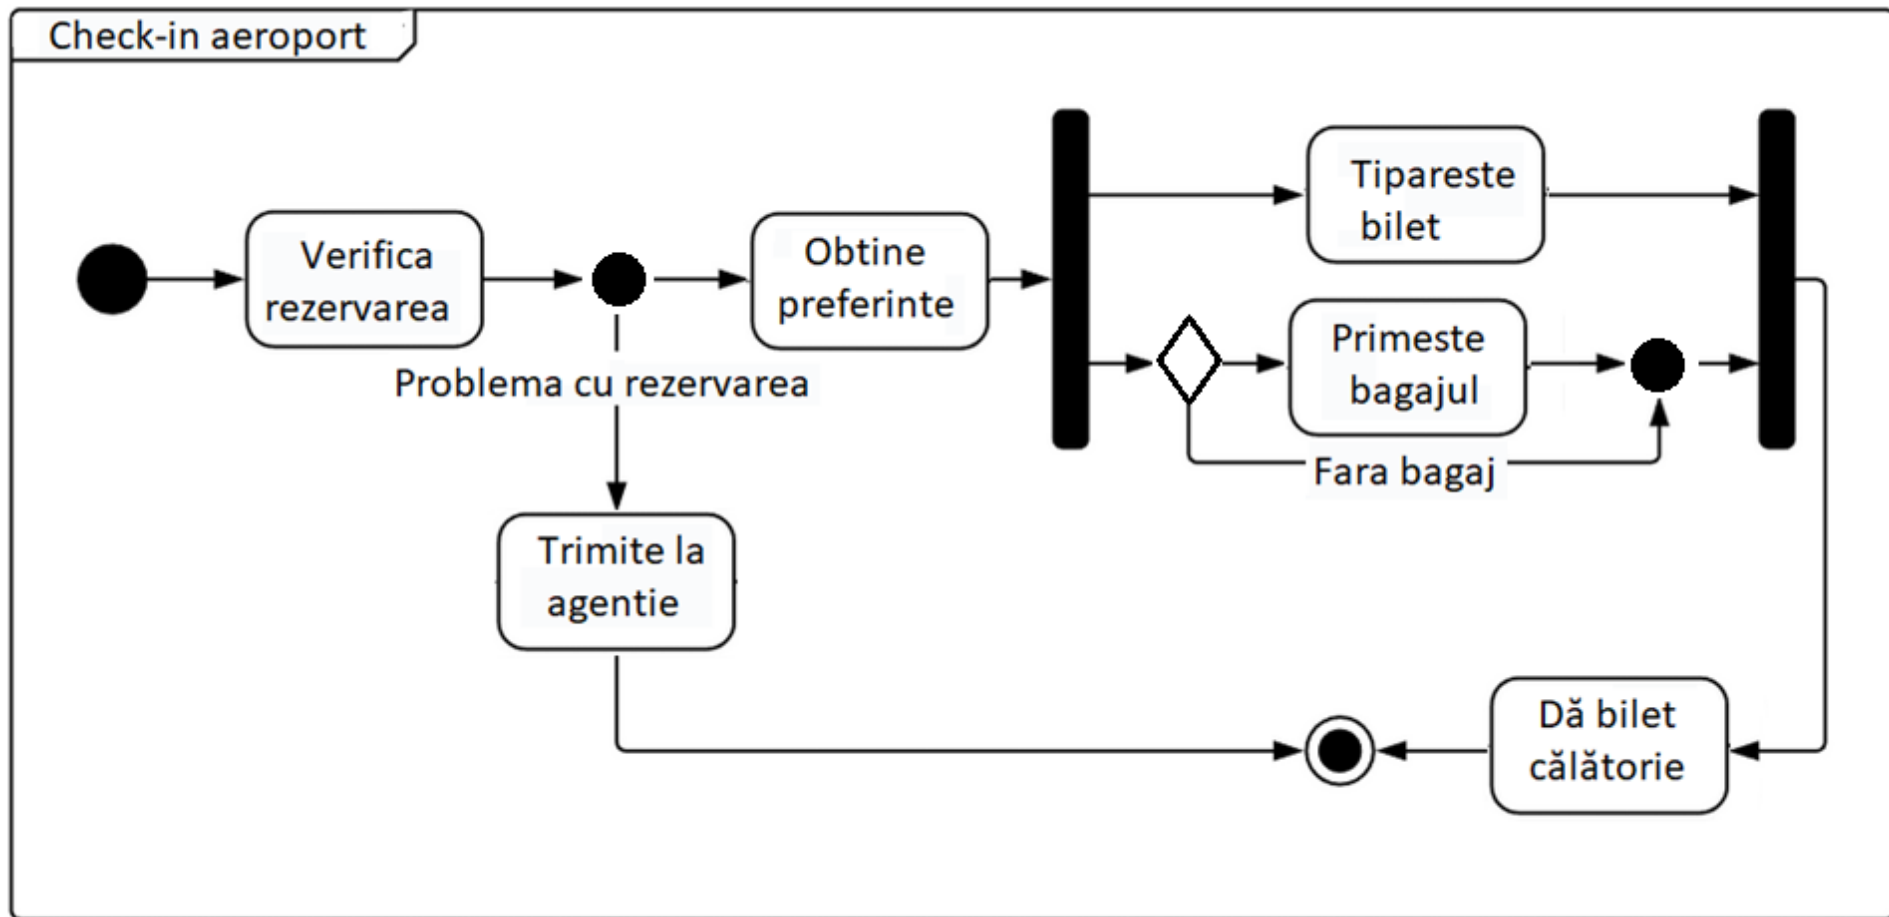 Check-in aeroport
Verifica
rezervarea
Obtine
preferinte
Tipareste
bilet
Primeste
bagajul
Problema cu rezervarea
Fara bagaj
Trimite la
agentie
Dă bilet
călătorie